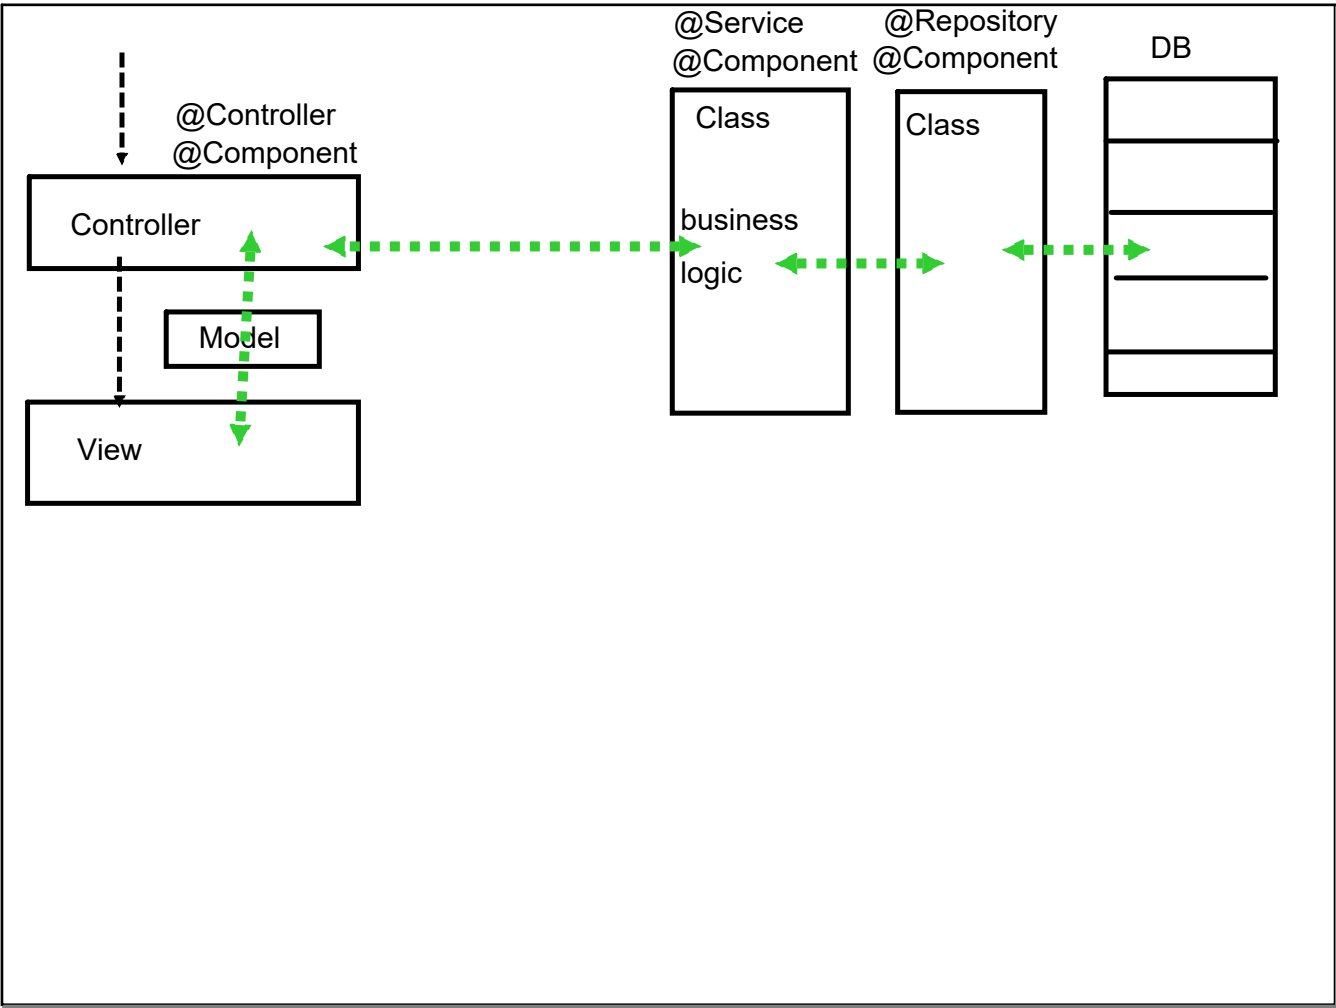 @Service
@Component
@Repository
@Component
DB
@Controller
@Component
Controller
Model
View
Class
business
logic
Class